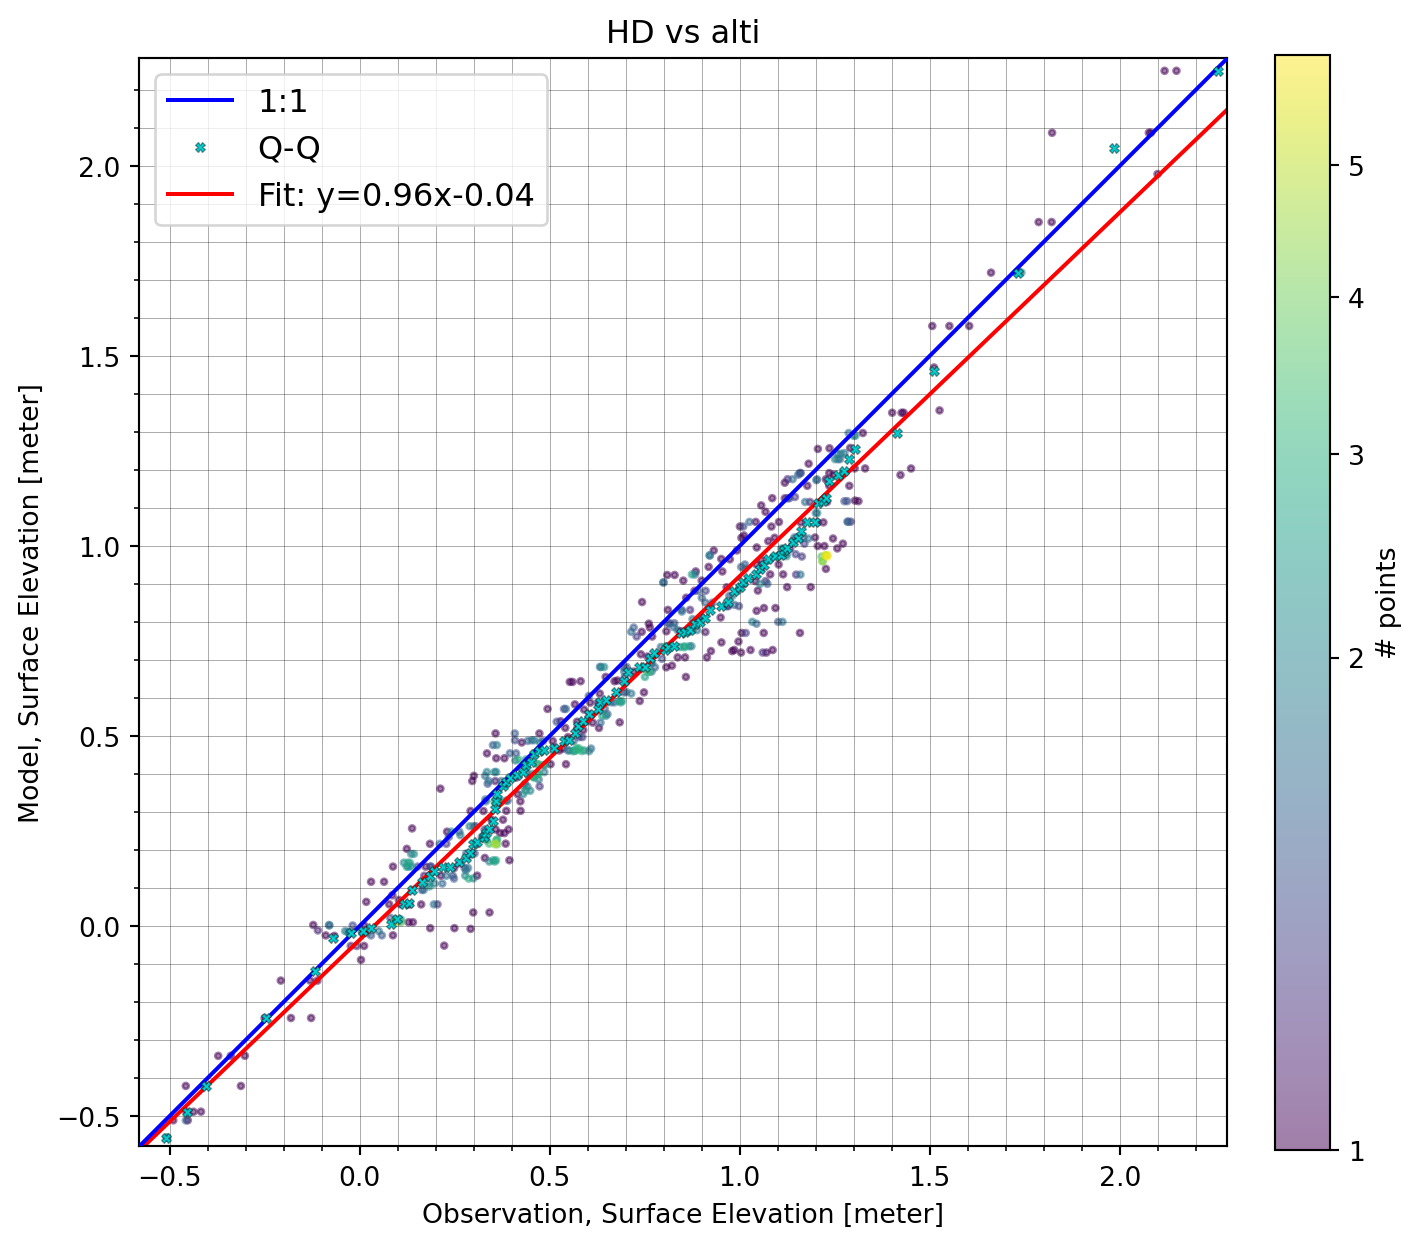 HD vs alti
1:1
Q-Q
Fit: y=0.96x-0.04
Model, Surface Elevation [meter]
2.0
1.5
1.0
0.5
0.0
−0.5
−0.5 0.0 0.5 1.0 1.5 2.0
Observation, Surface Elevation [meter]
5
4
3
2
1
# points